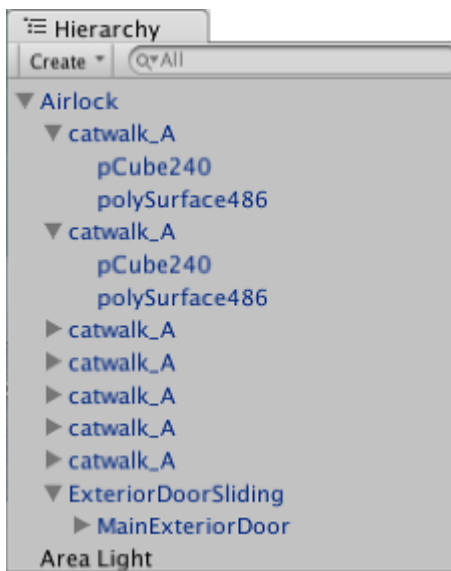 Hierarchy
Create All
Airlock
catwalk_A
pCube240
polySurface486
catwalk_A
pCube240
polySurface486
catwalk_A
catwalk_A
catwalk_A
catwalk_A
catwalk_A
ExteriorDoorSliding
MainExteriorDoor
Area Light